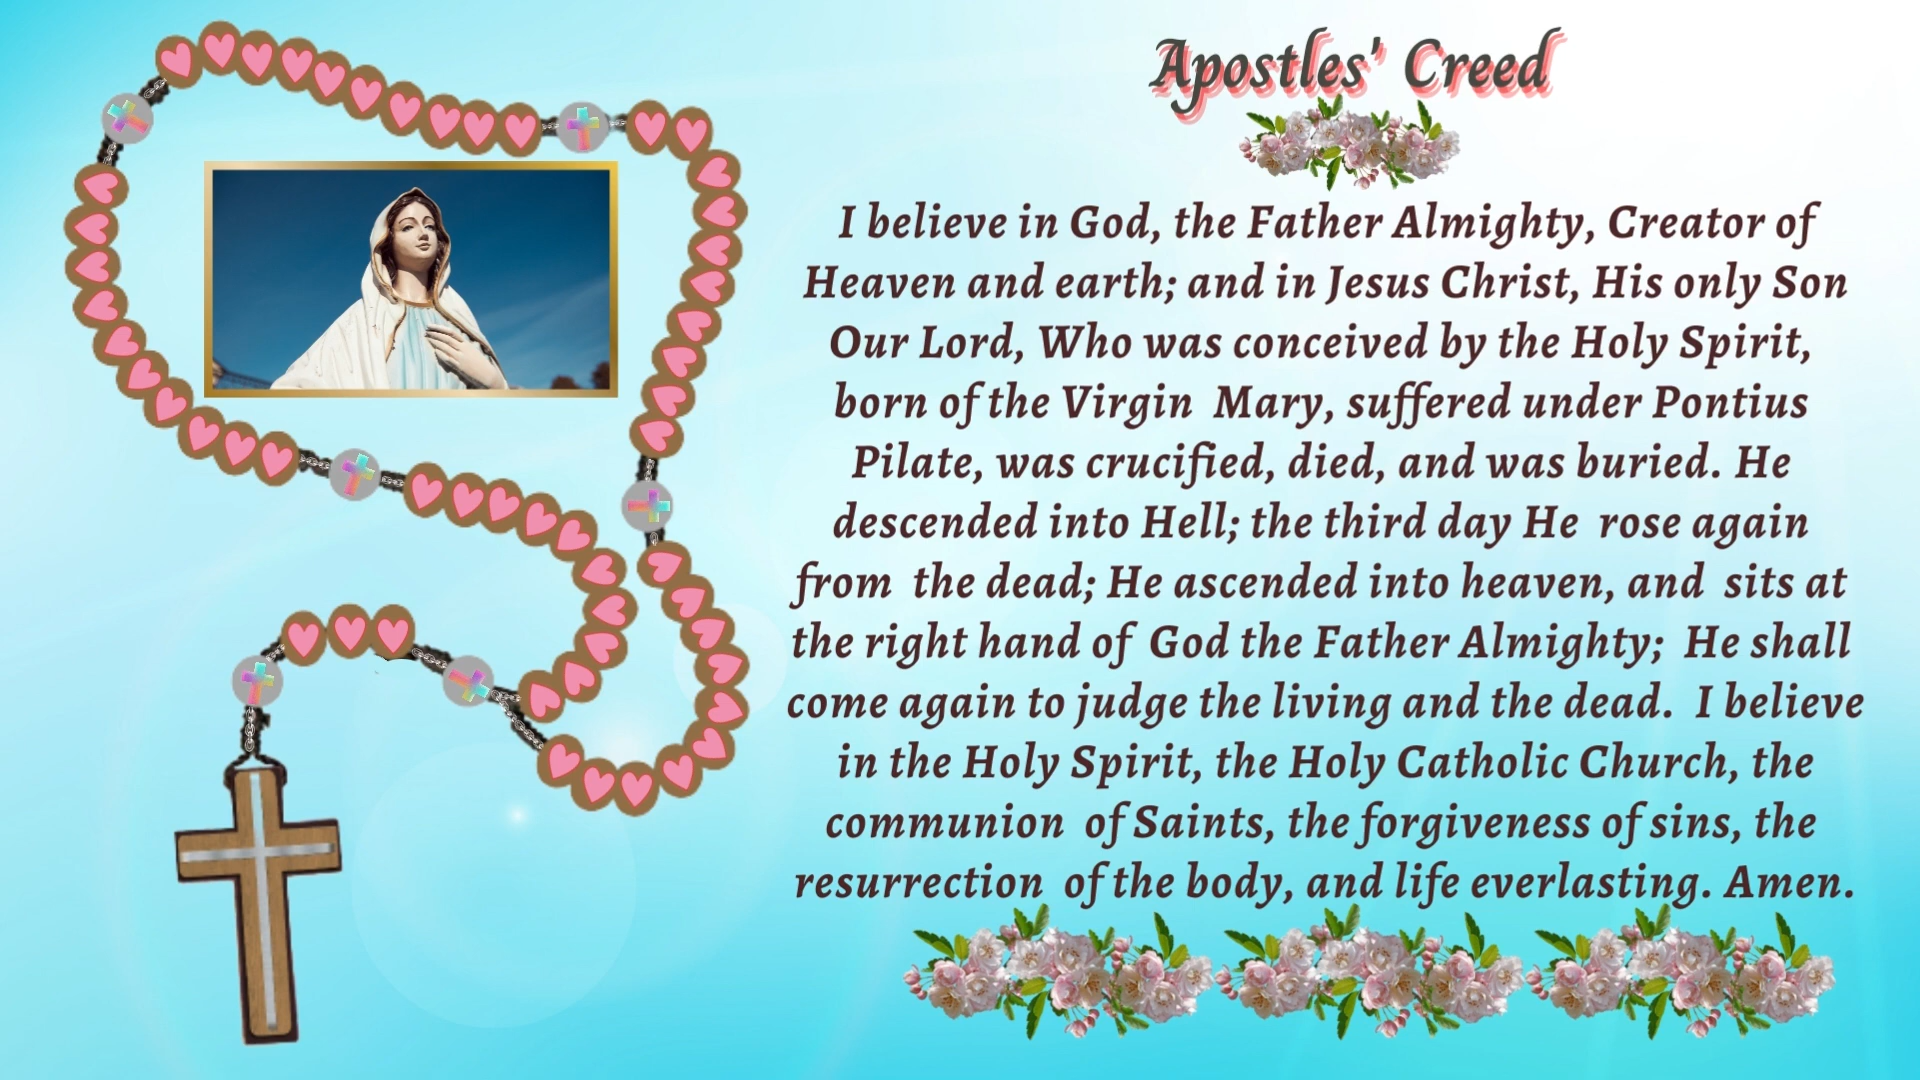 Apostles' Creed
I believe in God, the Father Almighty, Creator of
Heaven and earth; and in Jesus Christ, His only Son
Our Lord, Who was conceived by the Holy Spirit,
born of the Virgin Mary, suffered under Pontius
Pilate, was crucified, died, and was buried. He
descended into Hell; the third day He rose again
from the dead; He ascended into heaven, and sits at
the right hand of God the Father Almighty; He shall
come again to judge the living and the dead. I believe
in the Holy Spirit, the Holy Catholic Church, the
communion of Saints, the forgiveness of sins, the
resurrection of the body, and life everlasting. Amen.